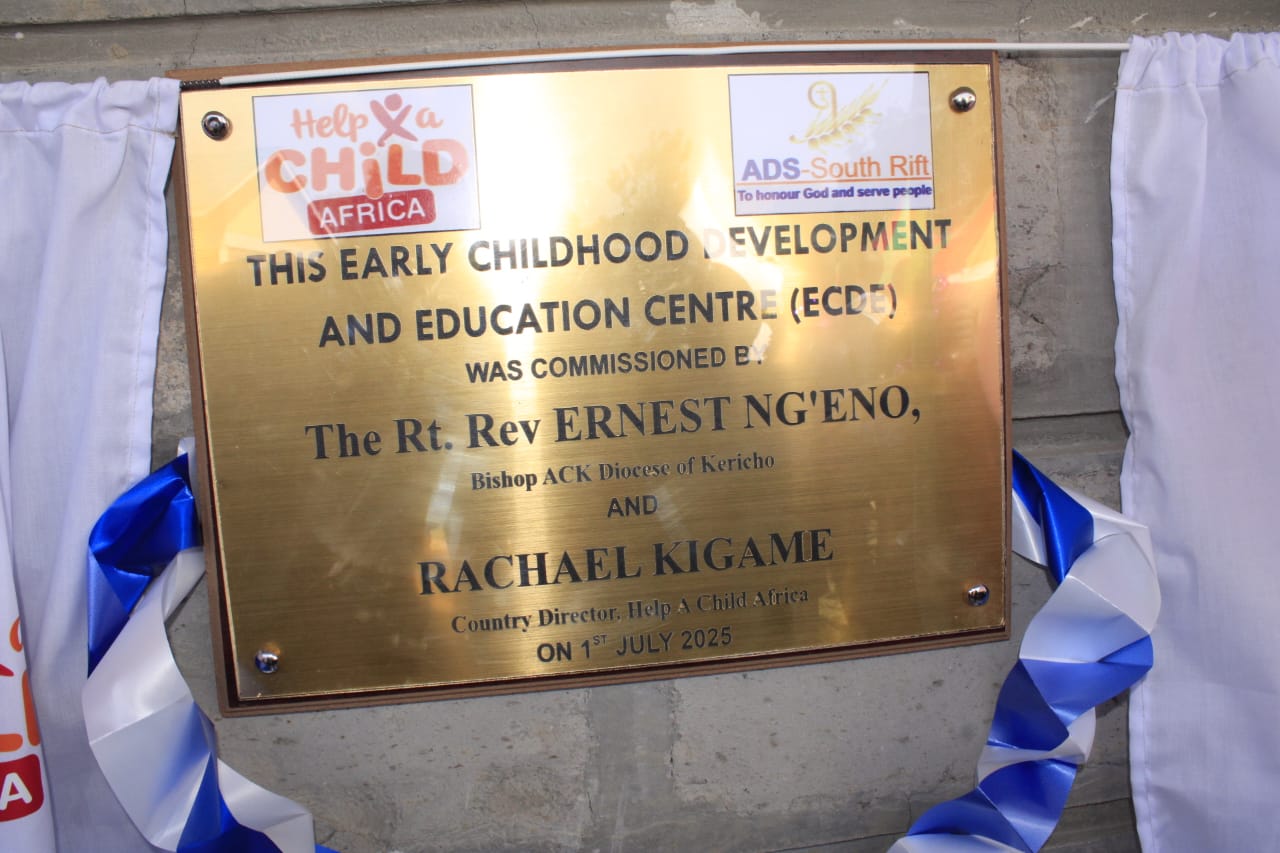 Help a
CHiLD
AFRICA
ADS-South Rift
To honour God and serve people
THIS EARLY CHILDHOOD DEVELOPMENT
AND EDUCATION CENTRE (ECDE)
WAS COMMISSIONED BY
The Rt. Rev ERNEST NG'ENO,
Bishop ACK Diocese of Kericho
AND
RACHAEL KIGAME
Country Director, Help A Child Africa
ON 1ST JULY 2025